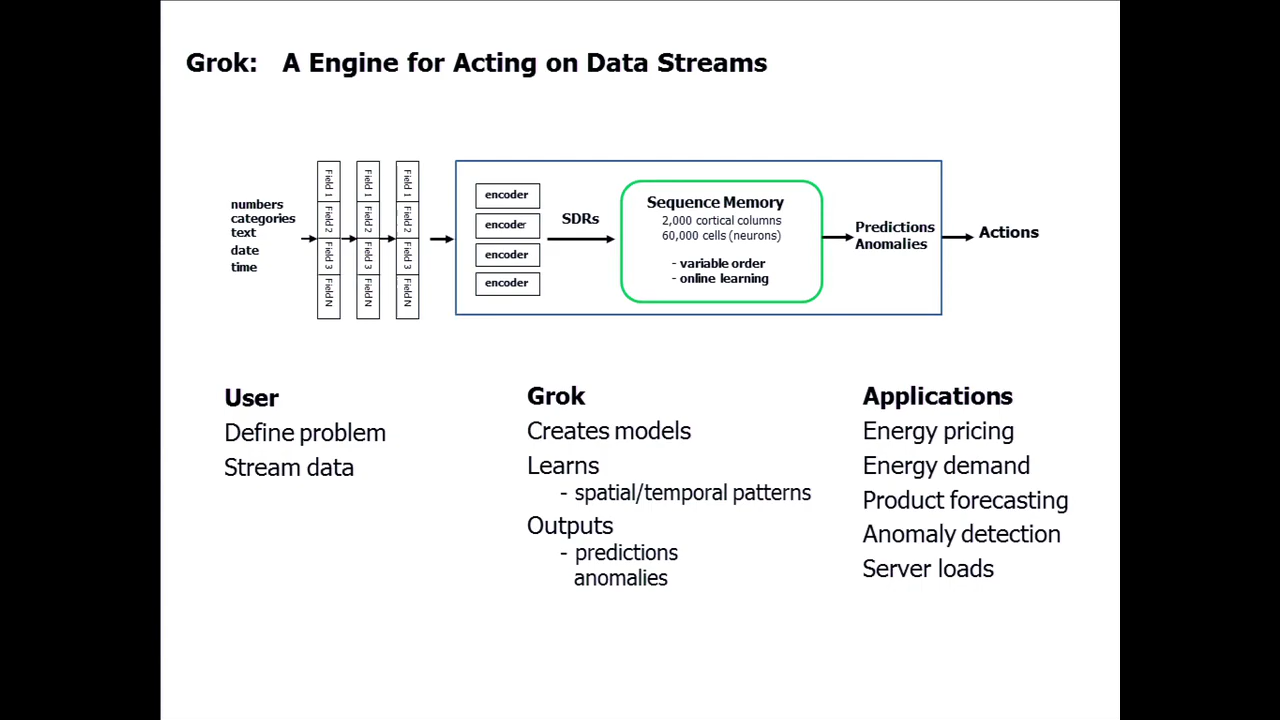 Grok: A Engine for Acting on Data Streams
numbers
categories
text
date
time
Field 1
Field 2
Field 3
Field N
Field 1
Field 2
Field 3
Field N
Field 1
Field 2
Field 3
Field N
encoder
encoder
encoder
encoder
SDRs
Sequence Memory
2,000 cortical columns
60,000 cells (neurons)
- variable order
- online learning
Predictions
Anomalies
Actions
User
Define problem
Stream data
Grok
Creates models
Learns
- spatial/temporal patterns
Outputs
- predictions
anomalies
Applications
Energy pricing
Energy demand
Product forecasting
Anomaly detection
Server loads